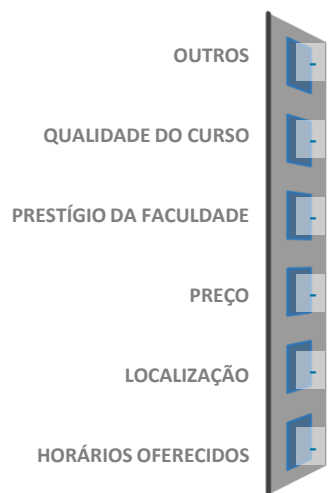 OUTROS
QUALIDADE DO CURSO
PRESTÍGIO DA FACULDADE
PREÇO
LOCALIZAÇÃO
HORÁRIOS OFERECIDOS